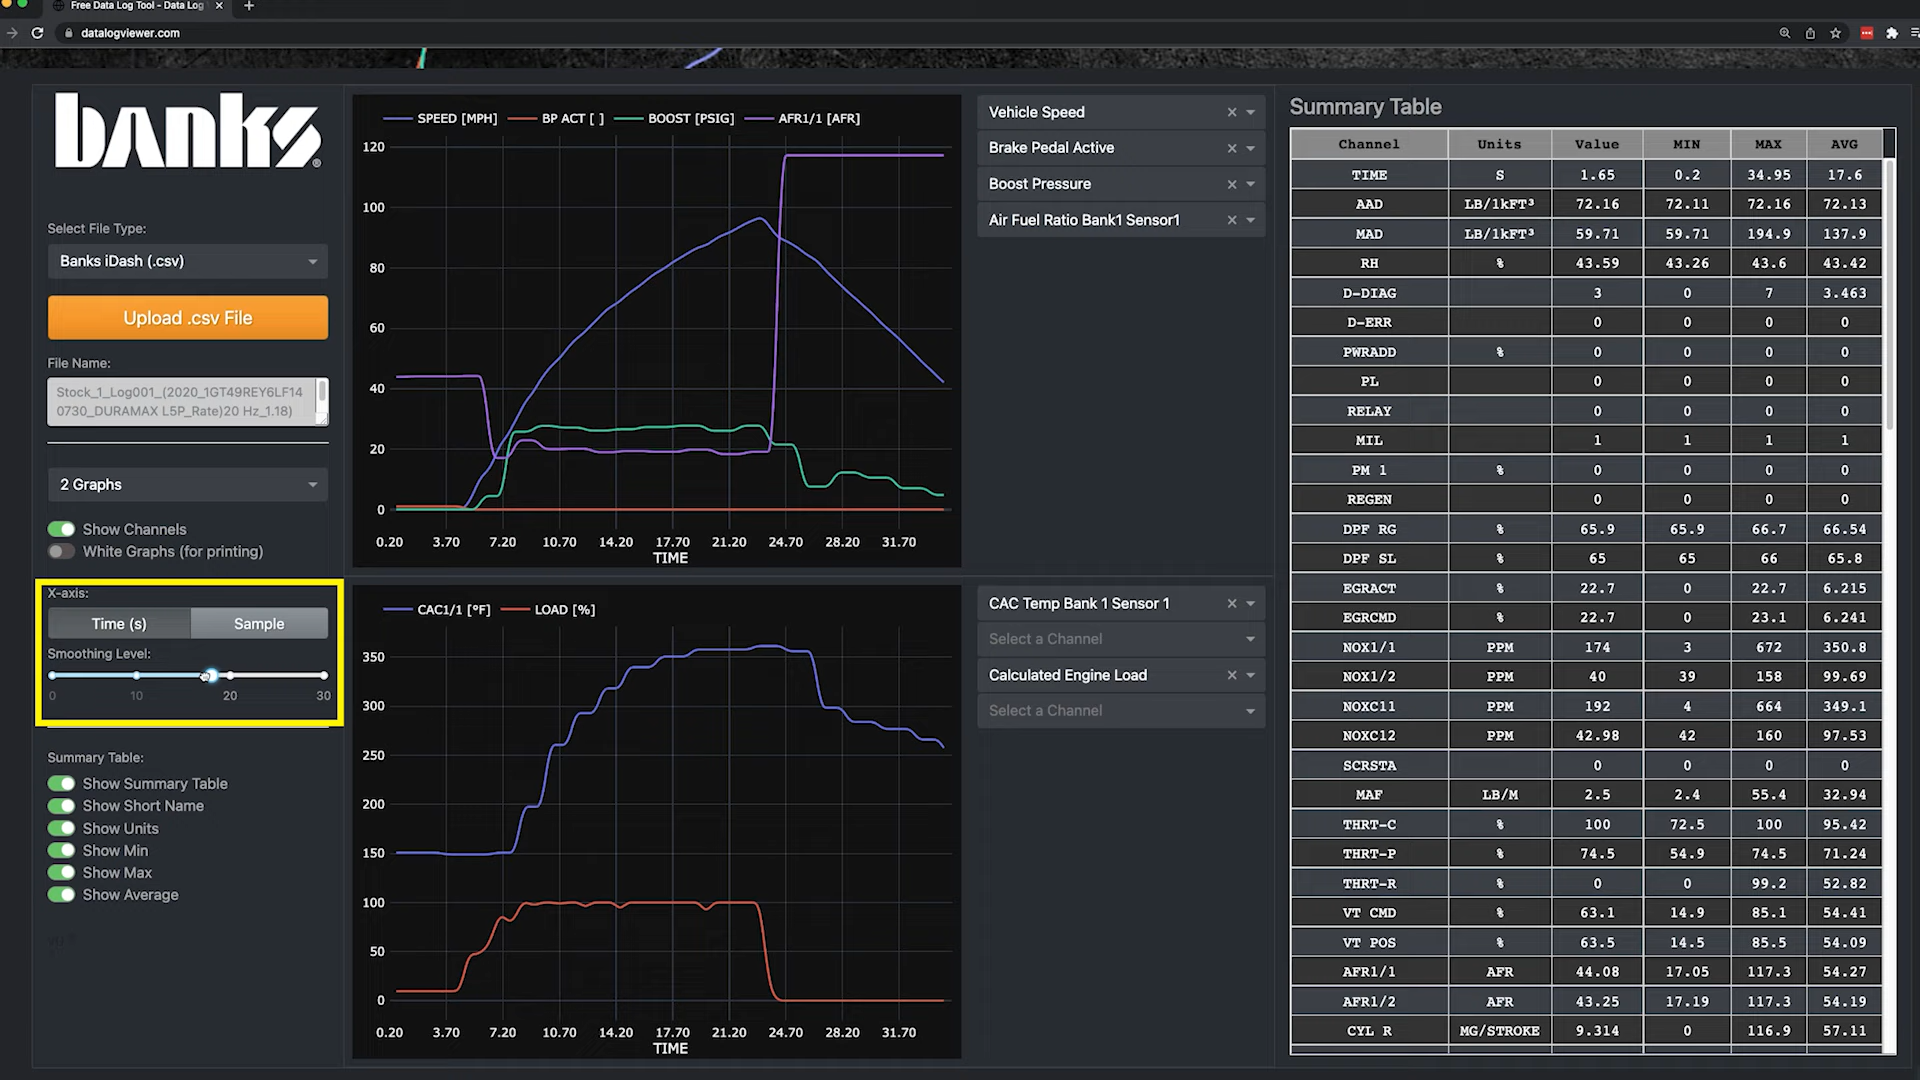 Free Data Log Tool - Data Log
datalogviewer.com
banks
Select File Type:
Banks iDash (.csv)
Upload .csv File
File Name:
Stock_1_Log001_(2020_1GT49REY6LF14
0730_DURAMAX L5P_Rate)20 Hz_1.18)
2 Graphs
Show Channels
White Graphs (for printing)
X-axis:
Time (s) Sample
Smoothing Level:
0 10 20 30
Summary Table:
Show Summary Table
Show Short Name
Show Units
Show Min
Show Max
Show Average
SPEED [MPH] BP ACT [ ] BOOST [PSIG] AFR1/1 [AFR]
120
100
80
60
40
20
0
0.20 3.70 7.20 10.70 14.20 17.70 21.20 24.70 28.20 31.70
TIME
Vehicle Speed
Brake Pedal Active
Boost Pressure
Air Fuel Ratio Bank1 Sensor1
CAC1/1 [°F] LOAD [%]
350
300
250
200
150
100
50
0
0.20 3.70 7.20 10.70 14.20 17.70 21.20 24.70 28.20 31.70
TIME
CAC Temp Bank 1 Sensor 1
Select a Channel
Calculated Engine Load
Select a Channel
Summary Table
Channel Units Value MIN MAX AVG
TIME S 1.65 0.2 34.95 17.6
AAD LB/1kFT³ 72.16 72.11 72.16 72.13
MAD LB/1kFT³ 59.71 59.71 194.9 137.9
RH % 43.59 43.26 43.6 43.42
D-DIAG 3 0 7 3.463
D-ERR 0 0 0 0
PWRADD % 0 0 0 0
PL 0 0 0 0
RELAY 0 0 0 0
MIL 1 1 1 1
PM 1 % 0 0 0 0
REGEN 0 0 0 0
DPF RG % 65.9 65.9 66.7 66.54
DPF SL % 65 65 66 65.8
EGRACT % 22.7 0 22.7 6.215
EGRCMD % 22.7 0 23.1 6.241
NOX1/1 PPM 174 3 672 350.8
NOX1/2 PPM 40 39 158 99.69
NOXC11 PPM 192 4 664 349.1
NOXC12 PPM 42.98 42 160 97.53
SCRSTA 0 0 0 0
MAF LB/M 2.5 2.4 55.4 32.94
THRT-C % 100 72.5 100 95.42
THRT-P % 74.5 54.9 74.5 71.24
THRT-R % 0 0 99.2 52.82
VT CMD % 63.1 14.9 85.1 54.41
VT POS % 63.5 14.5 85.5 54.09
AFR1/1 AFR 44.08 17.05 117.3 54.27
AFR1/2 AFR 43.25 17.19 117.3 54.19
CYL R MG/STROKE 9.314 0 116.9 57.11